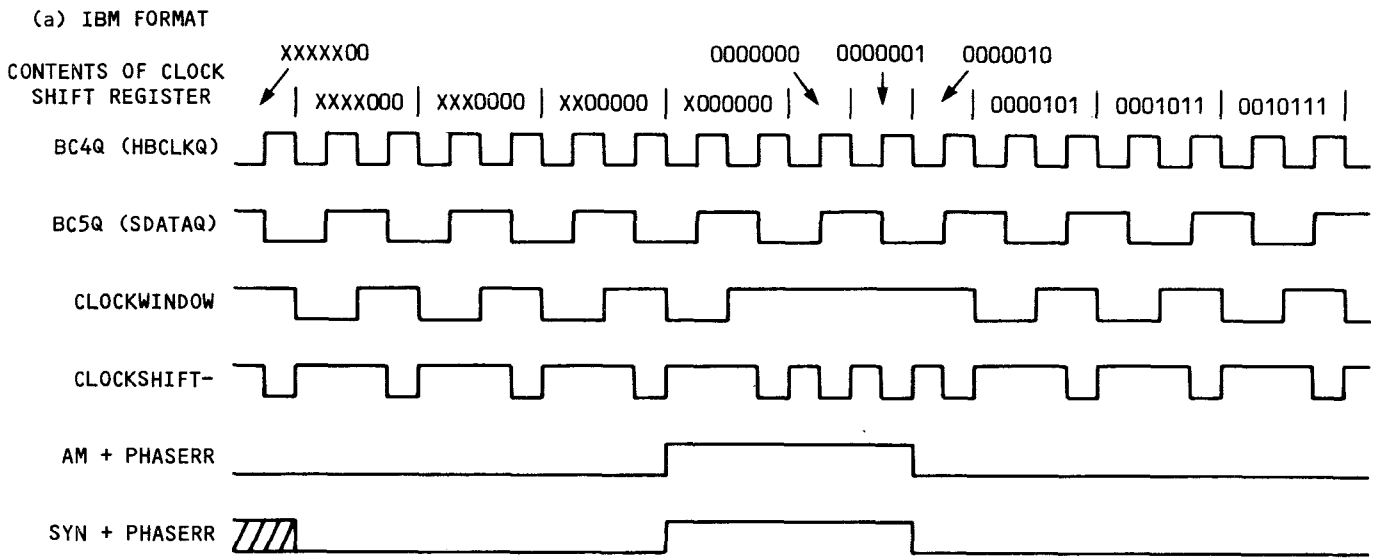 (a) IBM FORMAT
XXXXX00
0000000
0000001
0000010
CONTENTS OF CLOCK
SHIFT REGISTER
| XXXX000 | XXX0000 | XX00000 | X000000 | | | | 0000101 | 0001011 | 0010111 |
BC4Q (HBCLKQ)
BC5Q (SDATAQ)
CLOCKWINDOW
CLOCKSHIFT-
AM + PHASERR
SYN + PHASERR